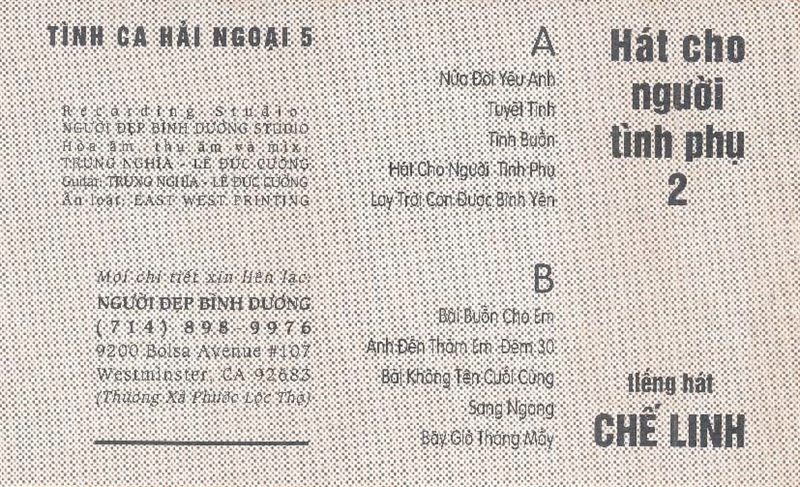 TÌNH CA HẢI NGOẠI 5
Recording Studio:
NGƯỜI ĐẸP BÌNH DƯƠNG STUDIO
Hòa âm, thu âm và mix:
TRUNG NGHĨA - LÊ ĐỨC CƯỜNG
Guitar: TRUNG NGHĨA - LÊ ĐỨC CƯỜNG
Ấn loát: EAST WEST PRINTING
Mọi chi tiết xin liên lạc:
NGƯỜI ĐẸP BÌNH DƯƠNG
(714) 898-9976
9200 Bolsa Avenue #107
Westminster, CA 92683
(Thương Xá Phước Lộc Thọ)
A
Nửa Đời Yêu Anh
Tuyệt Tình
Tình Buồn
Hát Cho Người Tình Phụ
Lạy Trời Con Được Bình Yên
B
Bài Buồn Cho Em
Anh Đến Thăm Em Đêm 30
Bài Không Tên Cuối Cùng
Sang Ngang
Bây Giờ Tháng Mấy
Hát cho
người
tình phụ
2
tiếng hát
CHẾ LINH